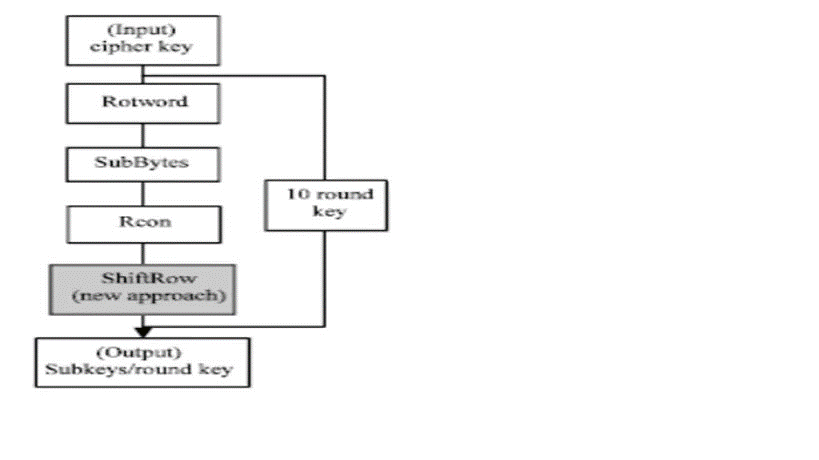 (Input)
cipher key
Rotword
SubBytes
Rcon
10 round
key
ShiftRow
(new approach)
(Output)
Subkeys/round key